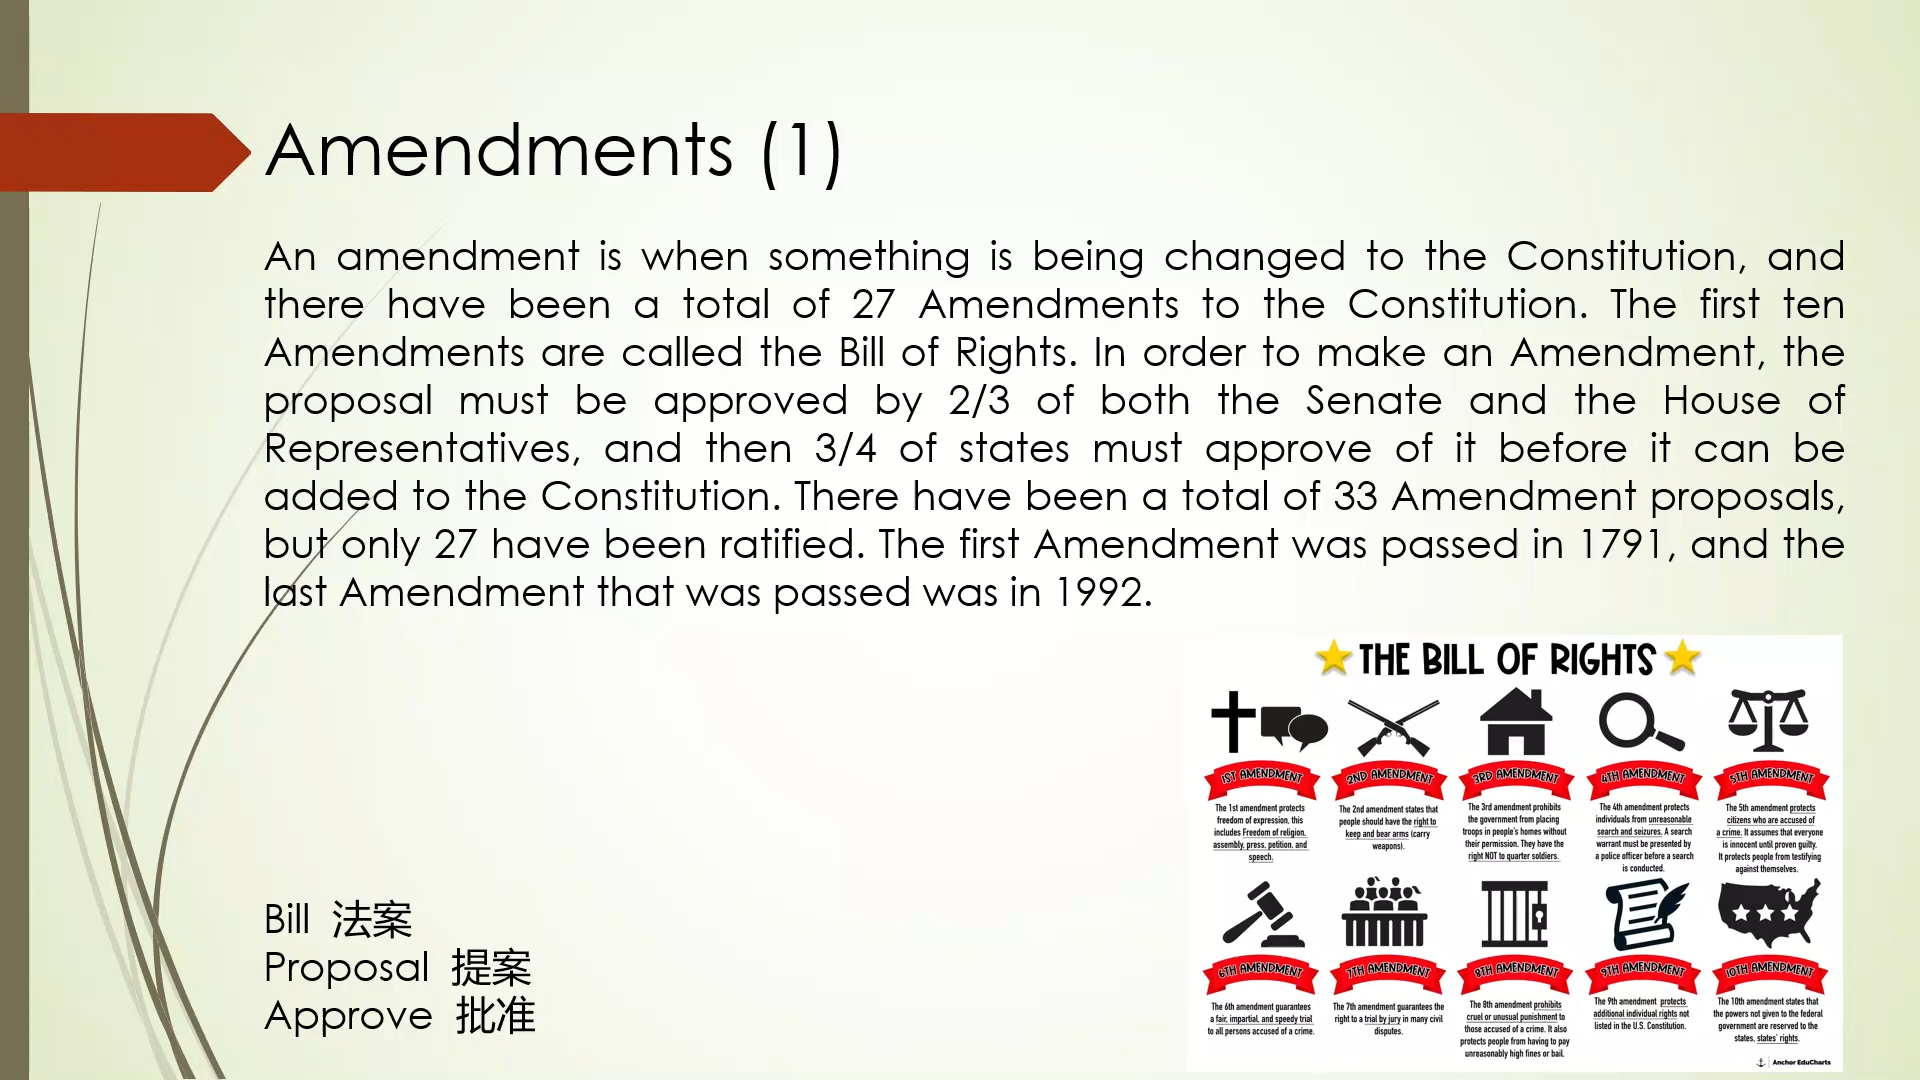 Amendments (1)
An amendment is when something is being changed to the Constitution, and
there have been a total of 27 Amendments to the Constitution. The first ten
Amendments are called the Bill of Rights. In order to make an Amendment, the
proposal must be approved by 2/3 of both the Senate and the House of
Representatives, and then 3/4 of states must approve of it before it can be
added to the Constitution. There have been a total of 33 Amendment proposals,
but only 27 have been ratified. The first Amendment was passed in 1791, and the
last Amendment that was passed was in 1992.
THE BILL OF RIGHTS
1ST AMENDMENT
The 1st amendment protects
freedom of expression, this
includes Freedom of religion,
assembly, press, petition, and
speech.
2ND AMENDMENT
The 2nd amendment states that
people should have the right to
keep and bear arms (carry
weapons).
3RD AMENDMENT
The 3rd amendment prohibits
the government from placing
troops in people's homes without
their permission. They have the
right NOT to quarter soldiers.
4TH AMENDMENT
The 4th amendment protects
individuals from unreasonable
search and seizures. A search
warrant must be presented by
a police officer before a search
is conducted.
5TH AMENDMENT
The 5th amendment protects
citizens who are accused of
a crime. It assumes that everyone
is innocent until proven guilty.
It protects people from testifying
against themselves.
6TH AMENDMENT
The 6th amendment guarantees
a fair, impartial, and speedy trial
to all persons accused of a crime.
7TH AMENDMENT
The 7th amendment guarantees the
right to a trial by jury in many civil
disputes.
8TH AMENDMENT
The 8th amendment prohibits
cruel or unusual punishment to
those accused of a crime. It also
protects people from having to pay
unreasonably high fines or bail.
9TH AMENDMENT
The 9th amendment protects
additional individual rights not
listed in the U.S. Constitution.
10TH AMENDMENT
The 10th amendment states that
the powers not given to the federal
government are reserved to the
states, states' rights.
Anchor EduCharts
Bill 法案
Proposal 提案
Approve 批准